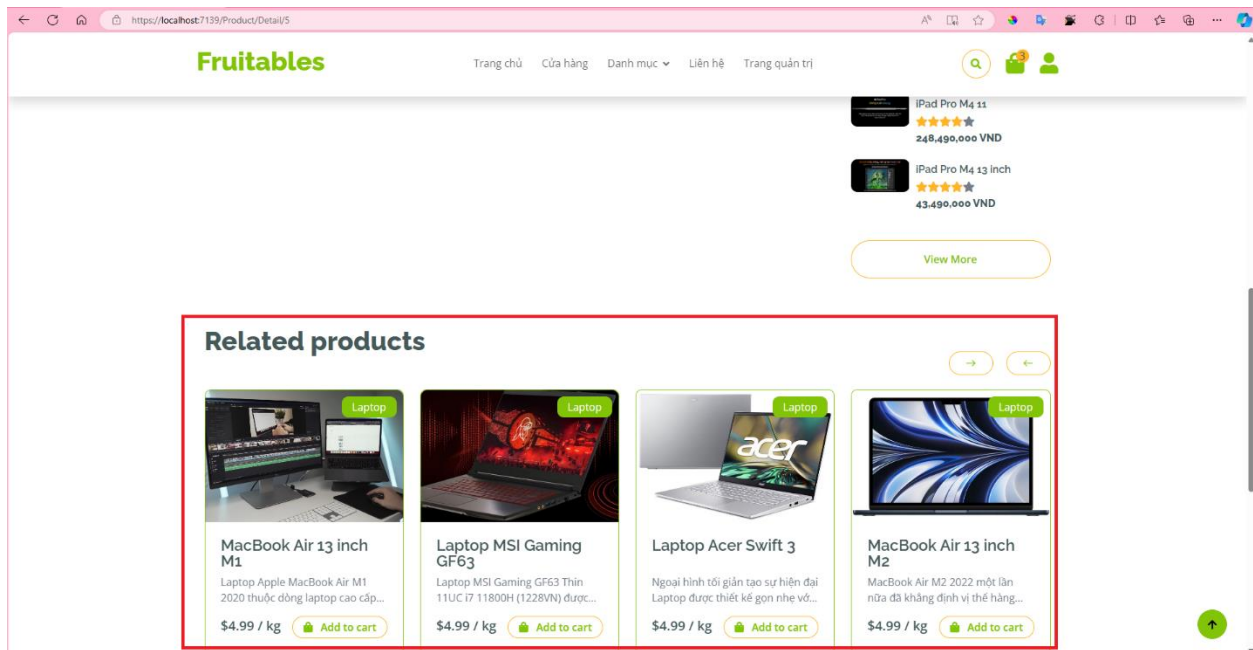 https://localhost:7139/Product/Detail/5
Fruitables
Trang chủ Cửa hàng Danh mục Liên hệ Trang quản trị
3
iPad Pro M4 11
248,490,000 VND
iPad Pro M4 13 inch
43,490,000 VND
View More
Related products
Laptop
Laptop
acer
Laptop
Laptop
MacBook Air 13 inch
M1
Laptop Apple MacBook Air M1
2020 thuộc dòng laptop cao cấp...
$4.99 / kg Add to cart
Laptop MSI Gaming
GF63
Laptop MSI Gaming GF63 Thin
11UC i7 11800H (1228VN) được...
$4.99 / kg Add to cart
Laptop Acer Swift 3
Ngoại hình tối giản tạo sự hiện đại
Laptop được thiết kế gọn nhẹ vớ...
$4.99 / kg Add to cart
MacBook Air 13 inch
M2
MacBook Air M2 2022 một lần
nữa đã khẳng định vị thế hàng...
$4.99 / kg Add to cart